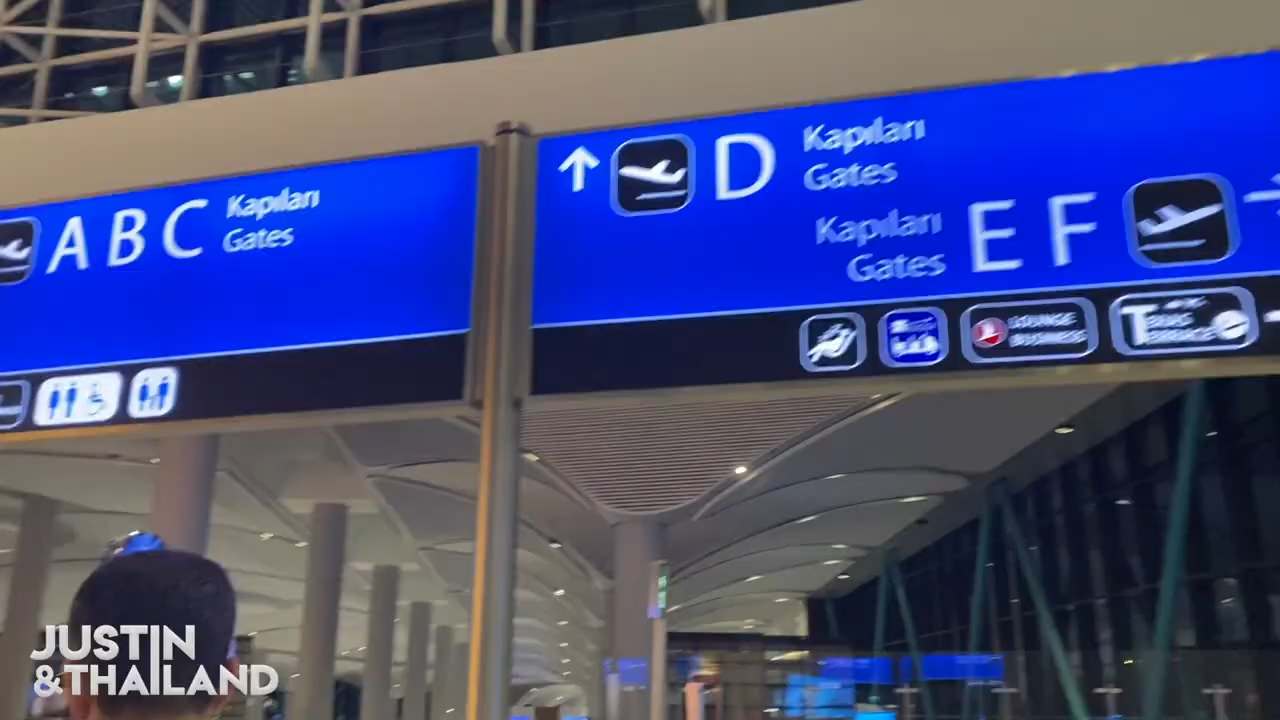 A B C Kapıları
Gates
D Kapıları
Gates
Kapıları
Gates
E F
LOUNGE
BUSINESS
JUSTIN
&THAILAND